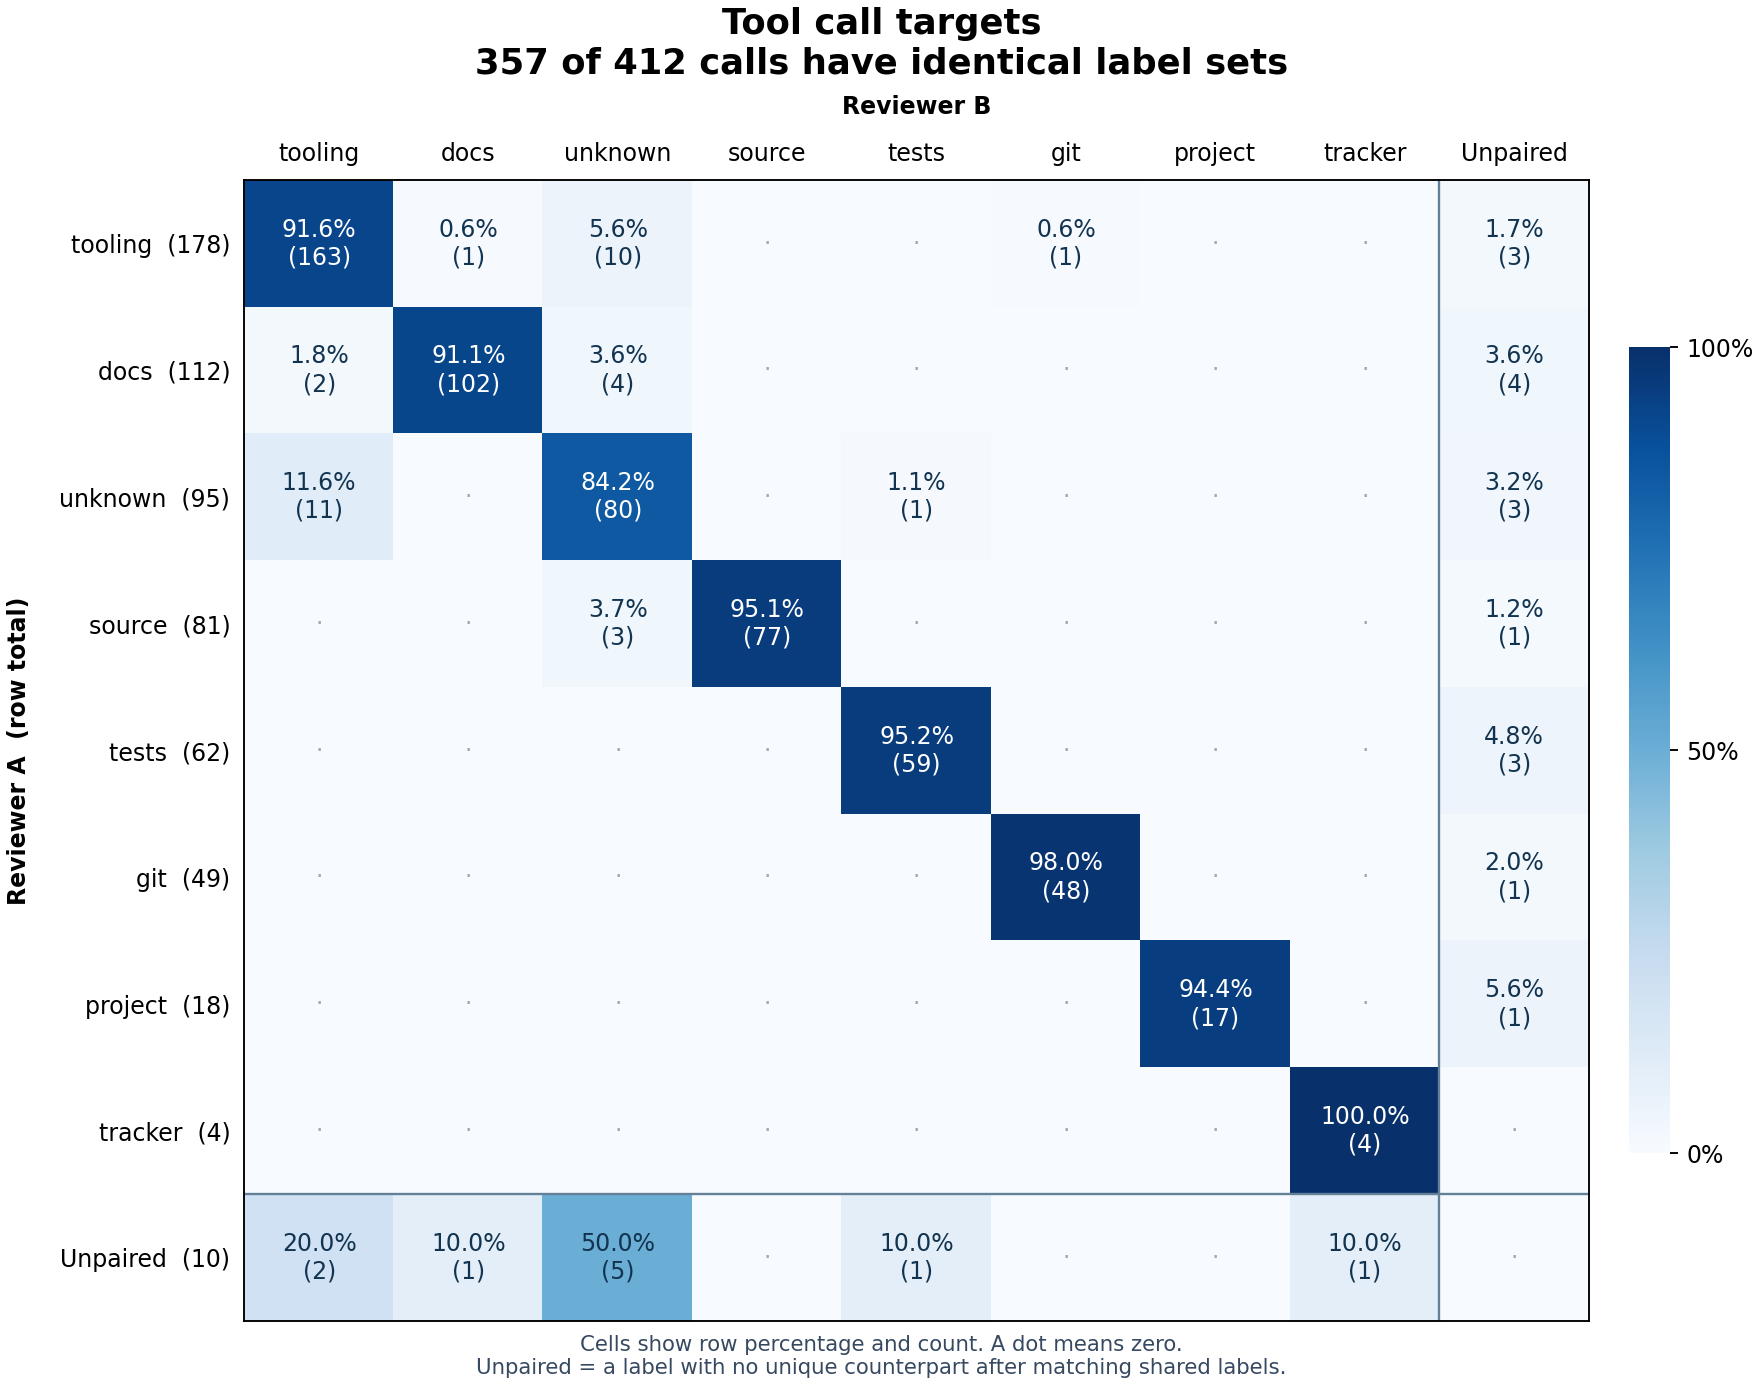 Tool call targets
357 of 412 calls have identical label sets
Reviewer B
tooling docs unknown source tests git project tracker Unpaired
Reviewer A (row total)
tooling (178) 91.6% (163) 0.6% (1) 5.6% (10) · · 0.6% (1) · · 1.7% (3)
docs (112) 1.8% (2) 91.1% (102) 3.6% (4) · · · · · 3.6% (4)
unknown (95) 11.6% (11) · 84.2% (80) · 1.1% (1) · · · 3.2% (3)
source (81) · · 3.7% (3) 95.1% (77) · · · · 1.2% (1)
tests (62) · · · · 95.2% (59) · · · 4.8% (3)
git (49) · · · · · 98.0% (48) · · 2.0% (1)
project (18) · · · · · · 94.4% (17) · 5.6% (1)
tracker (4) · · · · · · · 100.0% (4) ·
Unpaired (10) 20.0% (2) 10.0% (1) 50.0% (5) · 10.0% (1) · · 10.0% (1) ·
100%
50%
0%
Cells show row percentage and count. A dot means zero.
Unpaired = a label with no unique counterpart after matching shared labels.